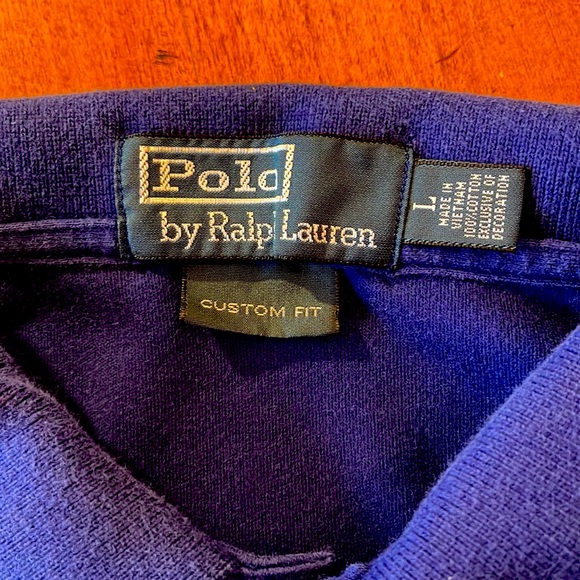 Polo
by Ralph Lauren
CUSTOM FIT
L
MADE IN
VIETNAM
100%COTTON
EXCLUSIVE OF
DECORATION